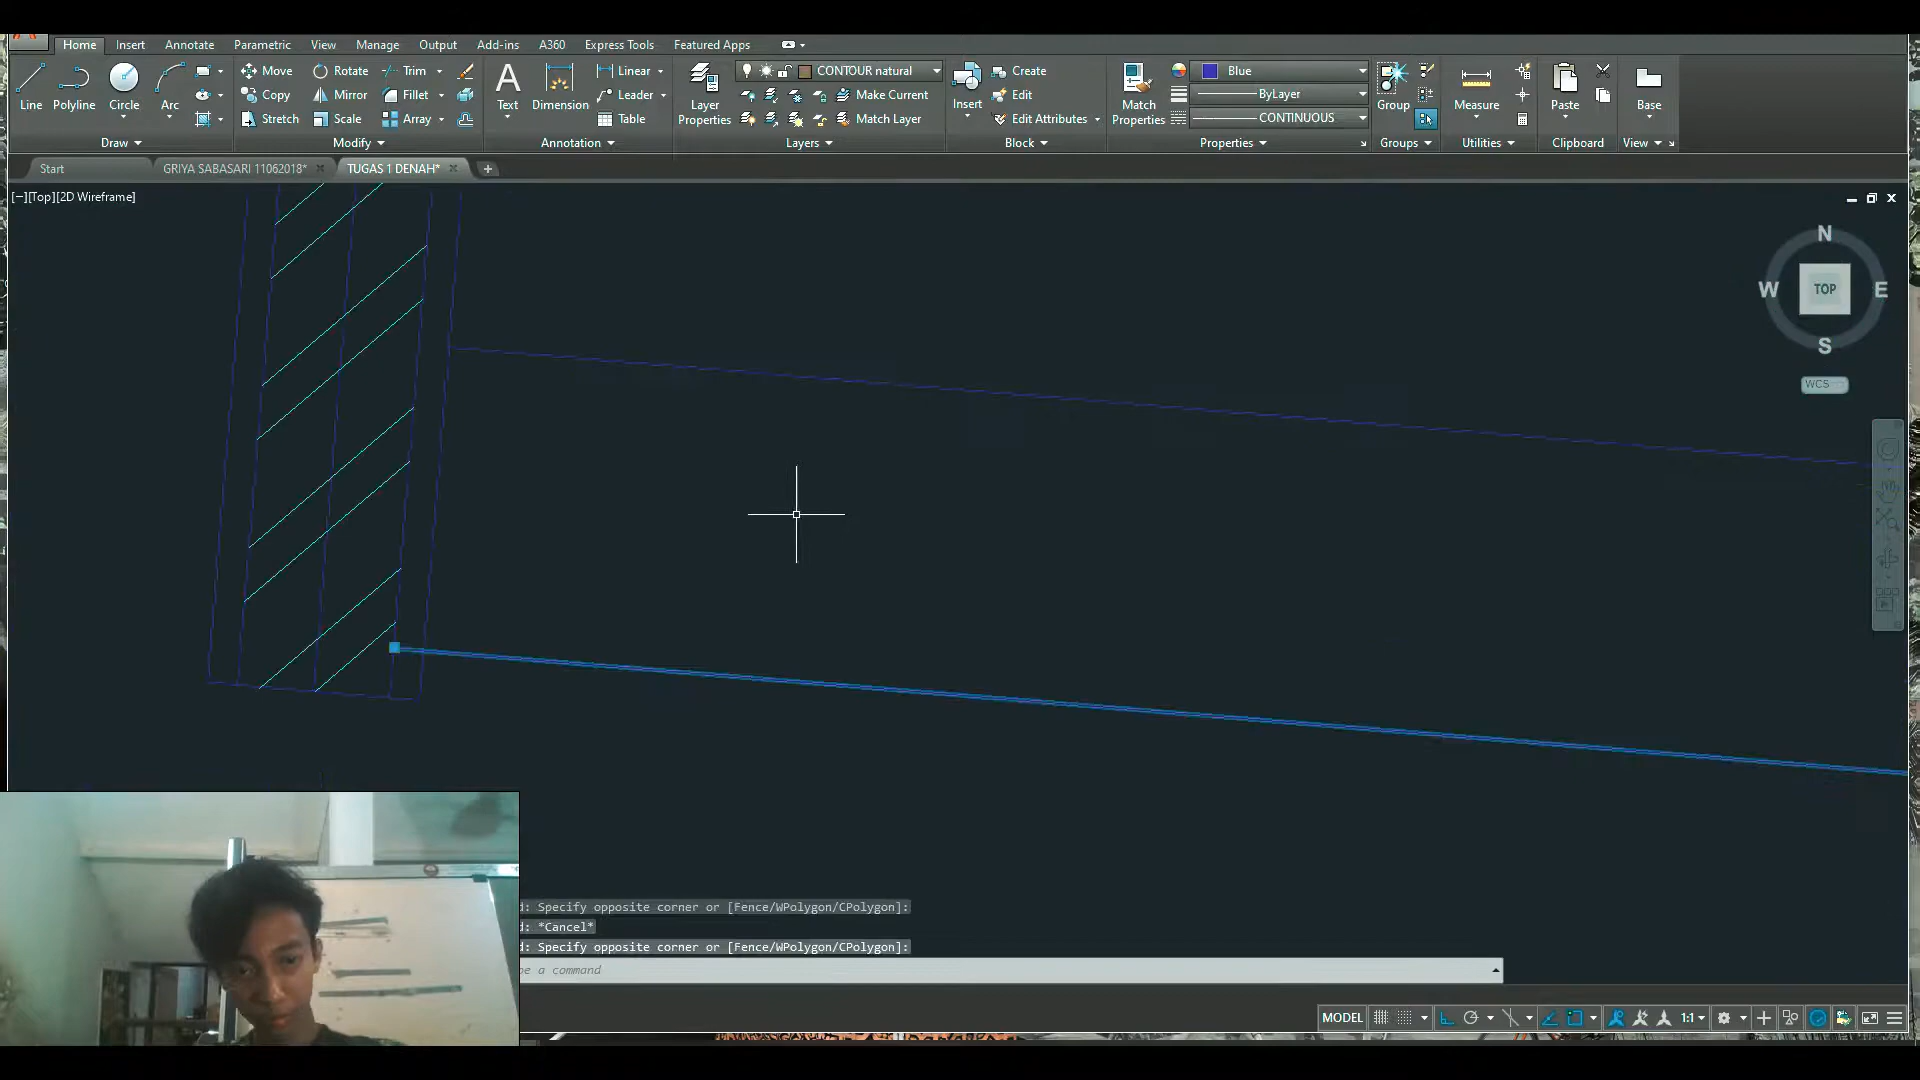 Home Insert Annotate Parametric View Manage Output Add-ins A360 Express Tools Featured Apps
Line Polyline Circle Arc
Move Rotate Trim
Copy Mirror Fillet
Stretch Scale Array
Text Dimension
Linear
Leader
Table
Layer Properties
CONTOUR natural
Make Current
Match Layer
Insert
Create
Edit
Edit Attributes
Match Properties
Blue
ByLayer
CONTINUOUS
Group
Measure
Paste
Base
Draw Modify Annotation Layers Block Properties Groups Utilities Clipboard View
Start GRIYA SABASARI 11062018* TUGAS 1 DENAH*
[−][Top][2D Wireframe]
N
W TOP E
S
WCS
d: Specify opposite corner or [Fence/WPolygon/CPolygon]:
d: *Cancel*
d: Specify opposite corner or [Fence/WPolygon/CPolygon]:
pe a command
MODEL 1:1